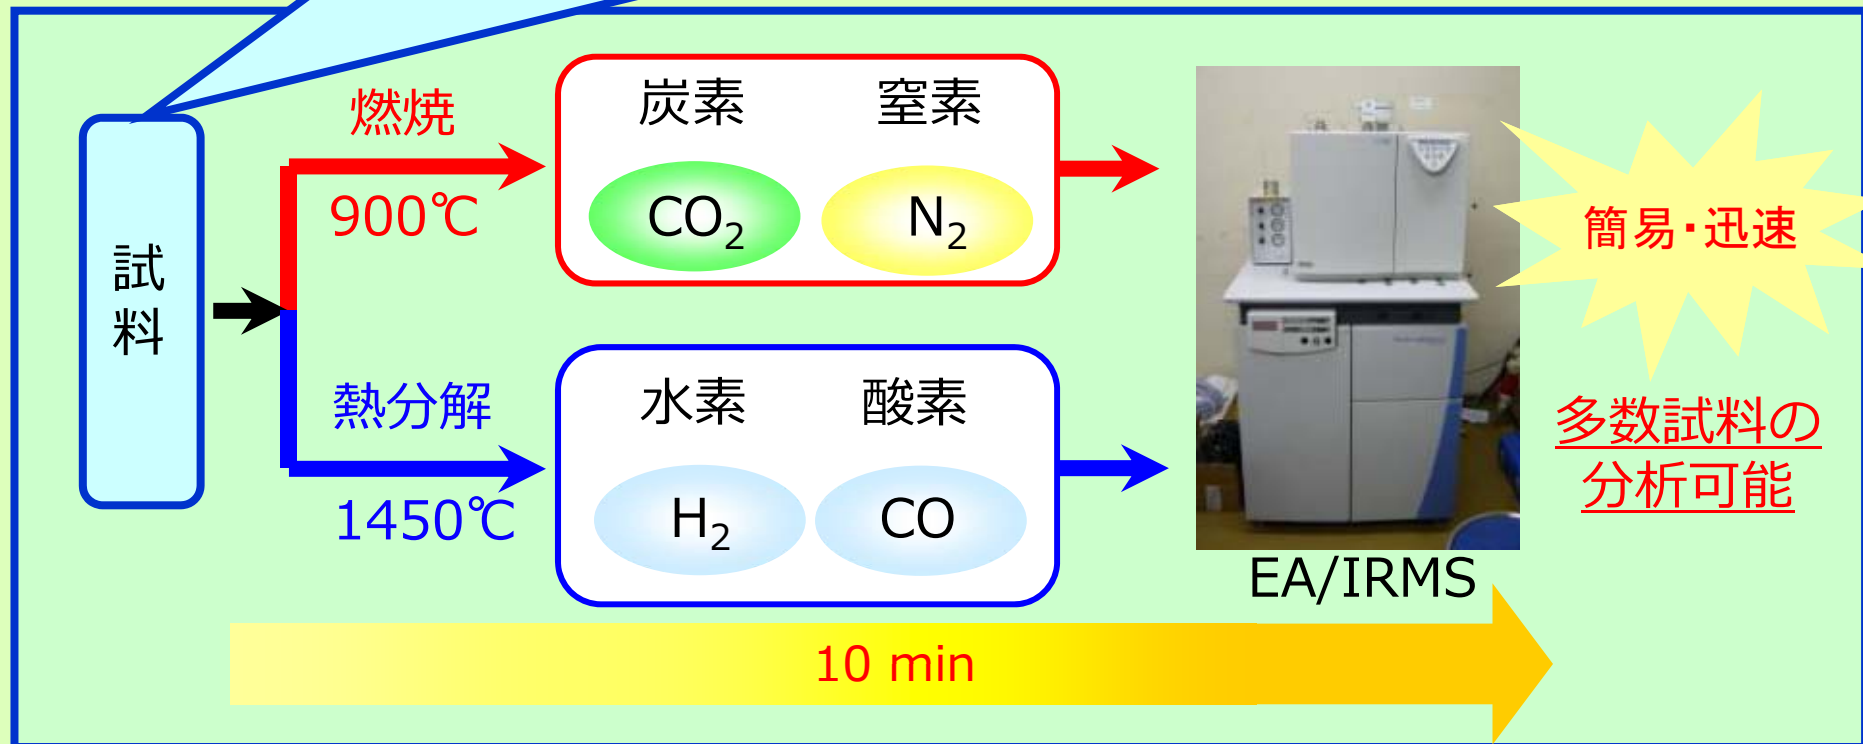 試料
燃焼
900℃
炭素 窒素
CO₂ N₂
熱分解
1450℃
水素 酸素
H₂ CO
EA/IRMS
簡易・迅速
多数試料の
分析可能
10 min